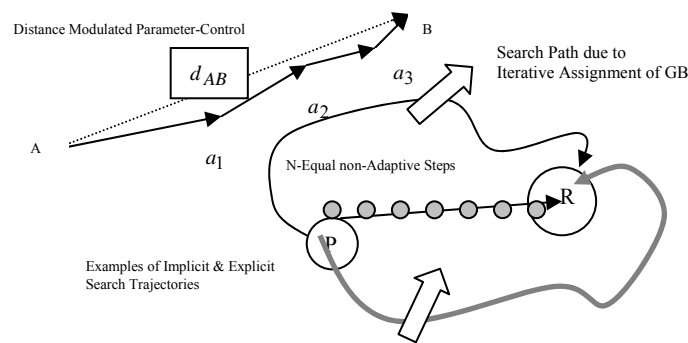 Distance Modulated Parameter-Control
B
d_AB
Search Path due to
Iterative Assignment of GB
a_3
a_2
A
a_1
N-Equal non-Adaptive Steps
R
P
Examples of Implicit & Explicit
Search Trajectories